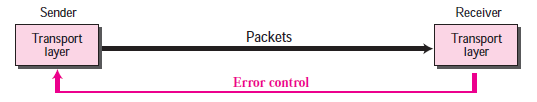 Sender
Receiver
Transport
layer
Packets
Transport
layer
Error control